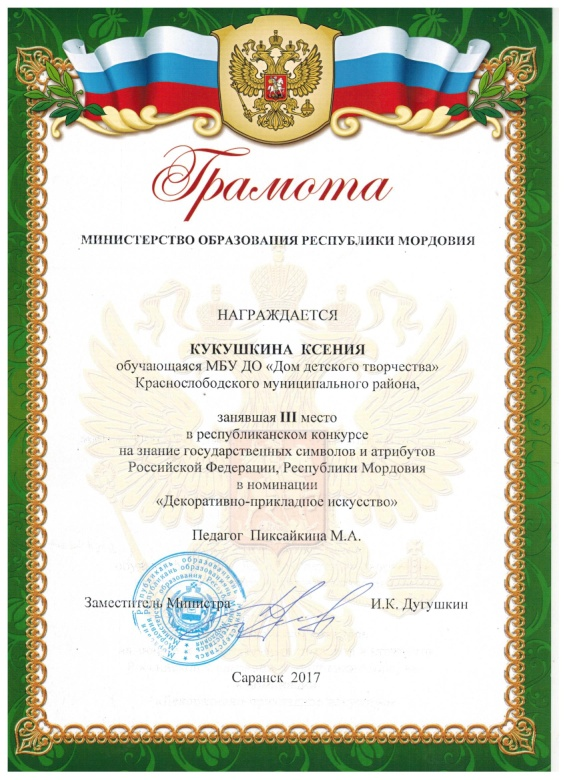 Грамота
МИНИСТЕРСТВО ОБРАЗОВАНИЯ РЕСПУБЛИКИ МОРДОВИЯ
НАГРАЖДАЕТСЯ
КУКУШКИНА КСЕНИЯ
обучающаяся МБУ ДО «Дом детского творчества»
Краснослободского муниципального района,
занявшая III место
в республиканском конкурсе
на знание государственных символов и атрибутов
Российской Федерации, Республики Мордовия
в номинации
«Декоративно-прикладное искусство»
Педагог Пиксайкина М.А.
Заместитель Министра И.К. Дугушкин
Саранск 2017